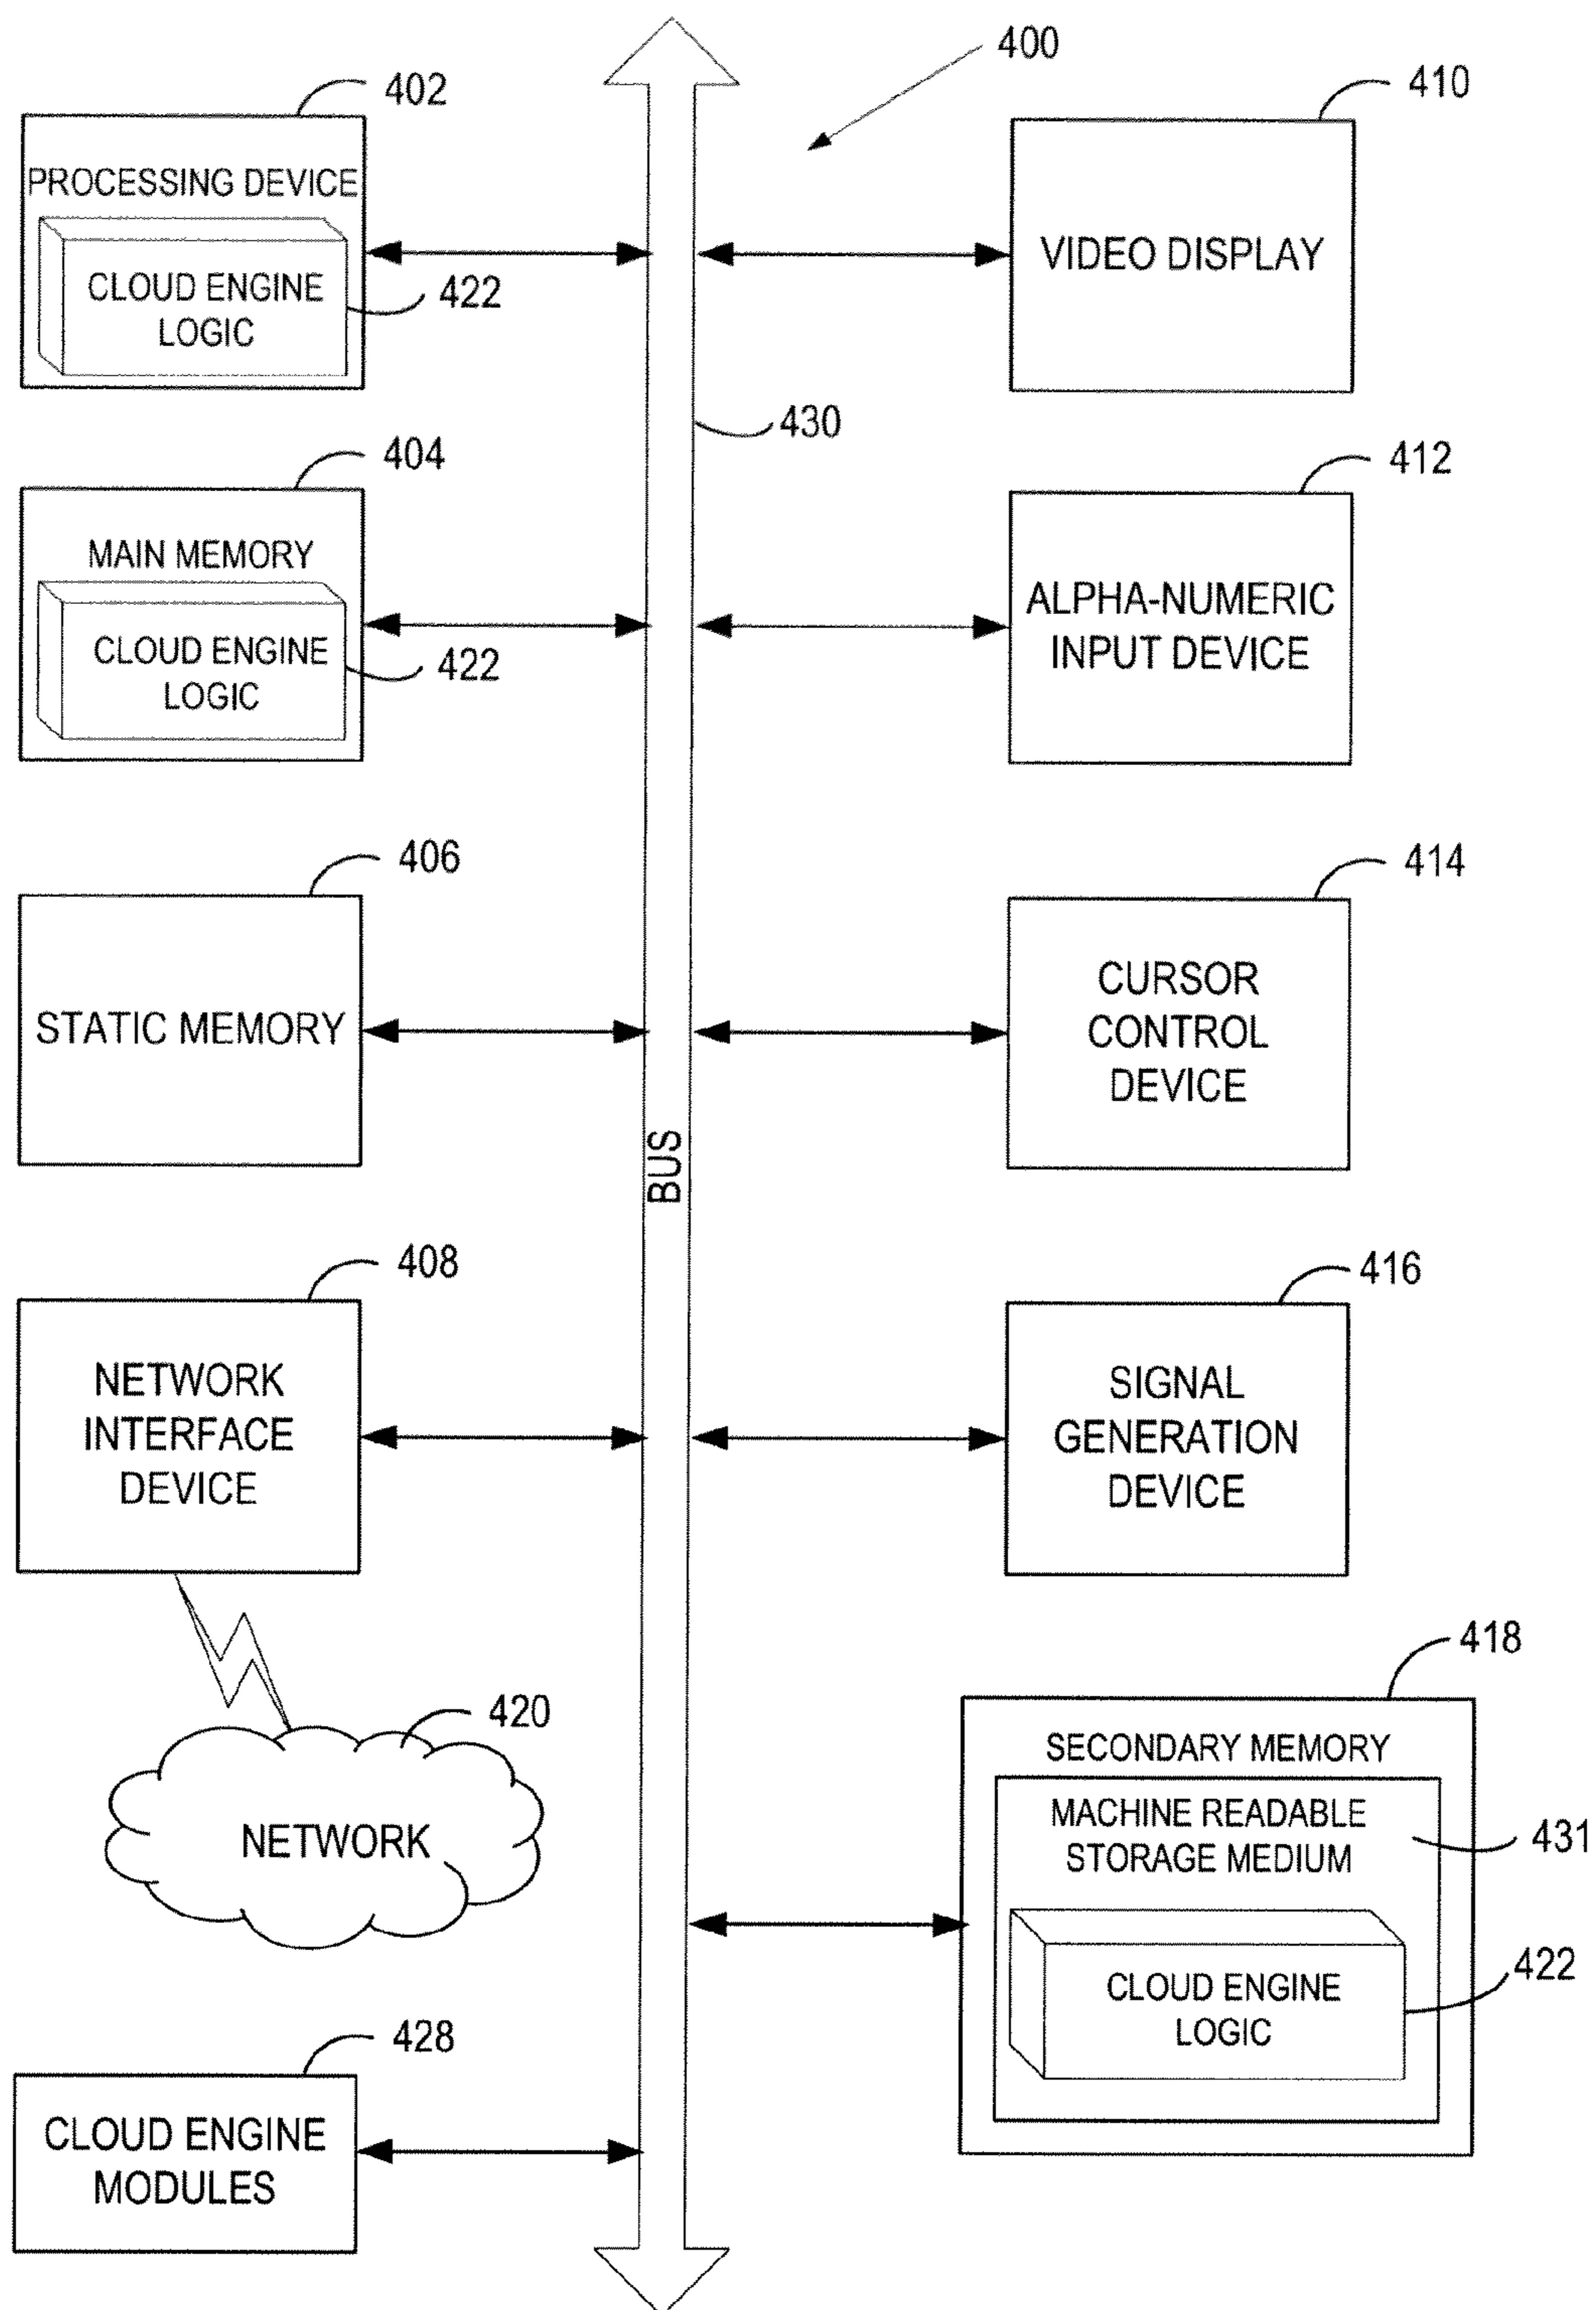 400
402
PROCESSING DEVICE
CLOUD ENGINE
LOGIC
422
410
VIDEO DISPLAY
430
404
MAIN MEMORY
CLOUD ENGINE
LOGIC
422
412
ALPHA-NUMERIC
INPUT DEVICE
406
STATIC MEMORY
414
CURSOR
CONTROL
DEVICE
BUS
408
NETWORK
INTERFACE
DEVICE
416
SIGNAL
GENERATION
DEVICE
420
NETWORK
418
SECONDARY MEMORY
MACHINE READABLE
STORAGE MEDIUM
431
CLOUD ENGINE
LOGIC
422
428
CLOUD ENGINE
MODULES